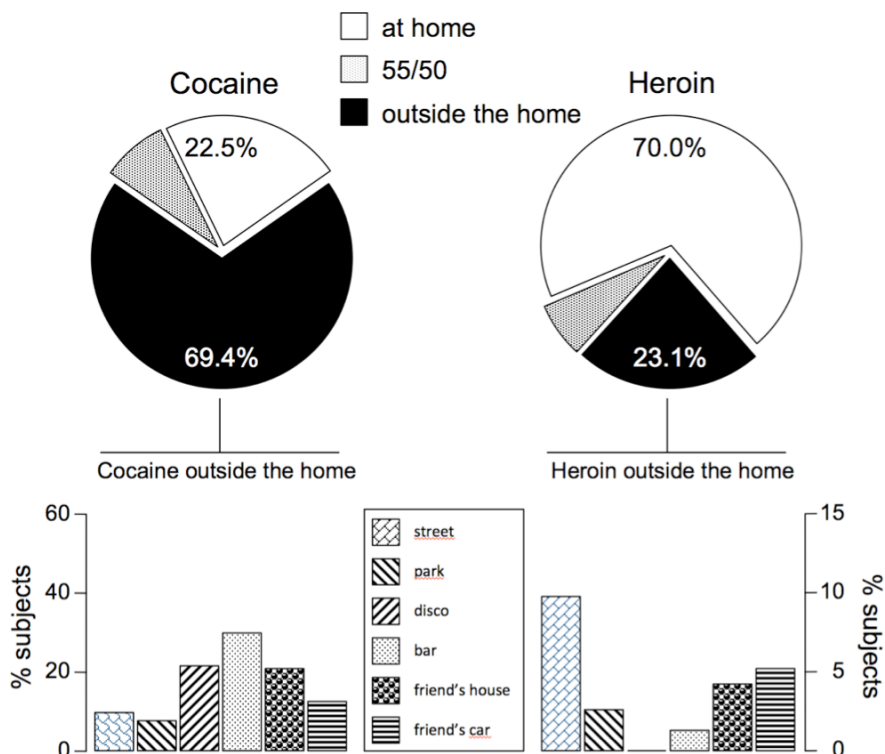 at home
55/50
outside the home
Cocaine
Heroin
22.5%
70.0%
69.4%
23.1%
Cocaine outside the home
Heroin outside the home
60
40
20
0
% subjects
street
park
disco
bar
friend's house
friend's car
15
10
5
0
% subjects